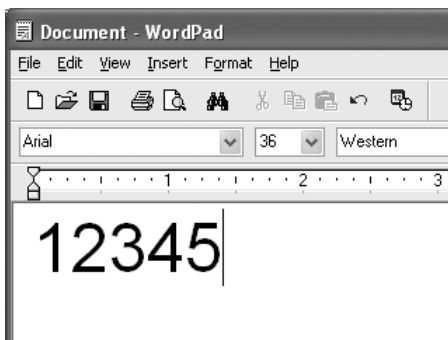 Document - WordPad
File Edit View Insert Format Help
Arial 36 Western
1 2 3
12345